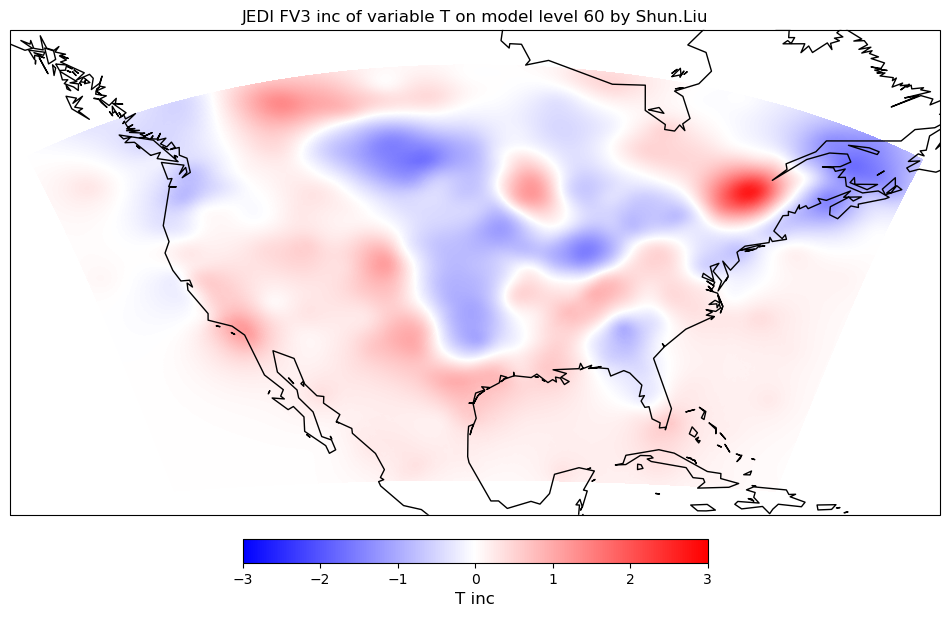 JEDI FV3 inc of variable T on model level 60 by Shun.Liu
−3 −2 −1 0 1 2 3
T inc